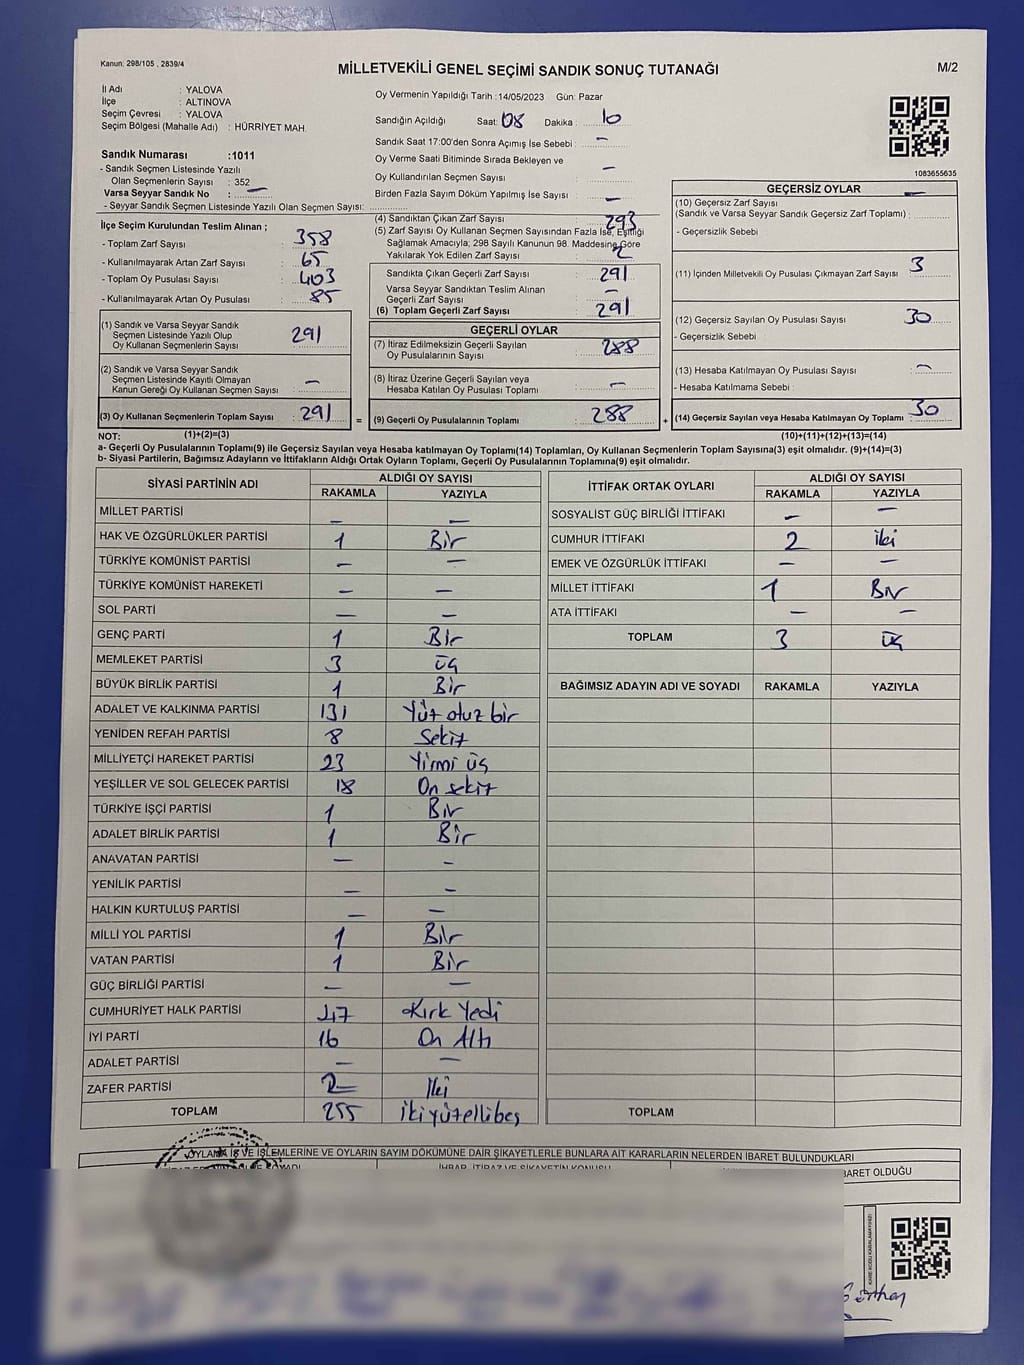 Kanun: 298/105 , 2839/4
MİLLETVEKİLİ GENEL SEÇİMİ SANDIK SONUÇ TUTANAĞI
M/2
İl Adı : YALOVA
İlçe : ALTINOVA
Seçim Çevresi : YALOVA
Seçim Bölgesi (Mahalle Adı) : HÜRRİYET MAH.
Sandık Numarası :1011
- Sandık Seçmen Listesinde Yazılı
Olan Seçmenlerin Sayısı : 352
Varsa Seyyar Sandık No : —
- Seyyar Sandık Seçmen Listesinde Yazılı Olan Seçmen Sayısı:
Oy Vermenin Yapıldığı Tarih :14/05/2023 Gün: Pazar
Sandığın Açıldığı Saat: 08 Dakika : 10
Sandık Saat 17:00'den Sonra Açımış İse Sebebi : —
Oy Verme Saati Bitiminde Sırada Bekleyen ve
Oy Kullandırılan Seçmen Sayısı : —
Birden Fazla Sayım Döküm Yapılmış İse Sayısı : —
1083655635
İlçe Seçim Kurulundan Teslim Alınan ;
- Toplam Zarf Sayısı : 358
- Kullanılmayarak Artan Zarf Sayısı : 65
- Toplam Oy Pusulası Sayısı : 403
- Kullanılmayarak Artan Oy Pusulası : 85
(4) Sandıktan Çıkan Zarf Sayısı : 293
(5) Zarf Sayısı Oy Kullanan Seçmen Sayısından Fazla İse, Eşitliği
Sağlamak Amacıyla, 298 Sayılı Kanunun 98. Maddesine Göre
Yakılarak Yok Edilen Zarf Sayısı : 2
Sandıkta Çıkan Geçerli Zarf Sayısı : 291
Varsa Seyyar Sandıktan Teslim Alınan
Geçerli Zarf Sayısı : —
(6) Toplam Geçerli Zarf Sayısı : 291
GEÇERSİZ OYLAR
(10) Geçersiz Zarf Sayısı —
(Sandık ve Varsa Seyyar Sandık Geçersiz Zarf Toplamı) :
- Geçersizlik Sebebi :
(11) İçinden Milletvekili Oy Pusulası Çıkmayan Zarf Sayısı : 3
(12) Geçersiz Sayılan Oy Pusulası Sayısı : 30
- Geçersizlik Sebebi :
(13) Hesaba Katılmayan Oy Pusulası Sayısı : —
- Hesaba Katılmama Sebebi :
(14) Geçersiz Sayılan veya Hesaba Katılmayan Oy Toplamı : 30
(10)+(11)+(12)+(13)=(14)
(1) Sandık ve Varsa Seyyar Sandık
Seçmen Listesinde Yazılı Olup
Oy Kullanan Seçmenlerin Sayısı : 291
(2) Sandık ve Varsa Seyyar Sandık
Seçmen Listesinde Kayıtlı Olmayan
Kanun Gereği Oy Kullanan Seçmen Sayısı : —
(3) Oy Kullanan Seçmenlerin Toplam Sayısı : 291 =
GEÇERLİ OYLAR
(7) İtiraz Edilmeksizin Geçerli Sayılan
Oy Pusulalarının Sayısı : 288
(8) İtiraz Üzerine Geçerli Sayılan veya
Hesaba Katılan Oy Pusulası Toplamı : —
(9) Geçerli Oy Pusulalarının Toplamı : 288 +
NOT: (1)+(2)=(3)
a- Geçerli Oy Pusulalarının Toplamı(9) ile Geçersiz Sayılan veya Hesaba katılmayan Oy Toplamı(14) Toplamları, Oy Kullanan Seçmenlerin Toplam Sayısına(3) eşit olmalıdır. (9)+(14)=(3)
b- Siyasi Partilerin, Bağımsız Adayların ve İttifakların Aldığı Ortak Oyların Toplamı, Geçerli Oy Pusulalarının Toplamına(9) eşit olmalıdır.
SİYASİ PARTİNİN ADI ALDIĞI OY SAYISI
RAKAMLA YAZIYLA
MİLLET PARTİSİ — —
HAK VE ÖZGÜRLÜKLER PARTİSİ 1 Bir
TÜRKİYE KOMÜNİST PARTİSİ — —
TÜRKİYE KOMÜNİST HAREKETİ — —
SOL PARTİ — —
GENÇ PARTİ 1 Bir
MEMLEKET PARTİSİ 3 üç
BÜYÜK BİRLİK PARTİSİ 1 Bir
ADALET VE KALKINMA PARTİSİ 131 Yüz otuz bir
YENİDEN REFAH PARTİSİ 8 Sekiz
MİLLİYETÇİ HAREKET PARTİSİ 23 Yirmi üç
YEŞİLLER VE SOL GELECEK PARTİSİ 18 On sekiz
TÜRKİYE İŞÇİ PARTİSİ 1 Bir
ADALET BİRLİK PARTİSİ 1 Bir
ANAVATAN PARTİSİ — —
YENİLİK PARTİSİ — —
HALKIN KURTULUŞ PARTİSİ — —
MİLLİ YOL PARTİSİ 1 Bir
VATAN PARTİSİ 1 Bir
GÜÇ BİRLİĞİ PARTİSİ — —
CUMHURİYET HALK PARTİSİ 47 Kırk Yedi
İYİ PARTİ 16 On Altı
ADALET PARTİSİ — —
ZAFER PARTİSİ 2 İki
TOPLAM 255 ikiyüzellibeş
İTTİFAK ORTAK OYLARI ALDIĞI OY SAYISI
RAKAMLA YAZIYLA
SOSYALİST GÜÇ BİRLİĞİ İTTİFAKI — —
CUMHUR İTTİFAKI 2 iki
EMEK VE ÖZGÜRLÜK İTTİFAKI — —
MİLLET İTTİFAKI 1 Bir
ATA İTTİFAKI — —
TOPLAM 3 üç
BAĞIMSIZ ADAYIN ADI VE SOYADI RAKAMLA YAZIYLA
TOPLAM
OYLAMA İŞ VE İŞLEMLERİNE VE OYLARIN SAYIM DÖKÜMÜNE DAİR ŞİKAYETLERLE BUNLARA AİT KARARLARIN NELERDEN İBARET BULUNDUKLARI
İHBAR, İTİRAZ VE ŞİKAYETİN KONUSU
İBARET OLDUĞU